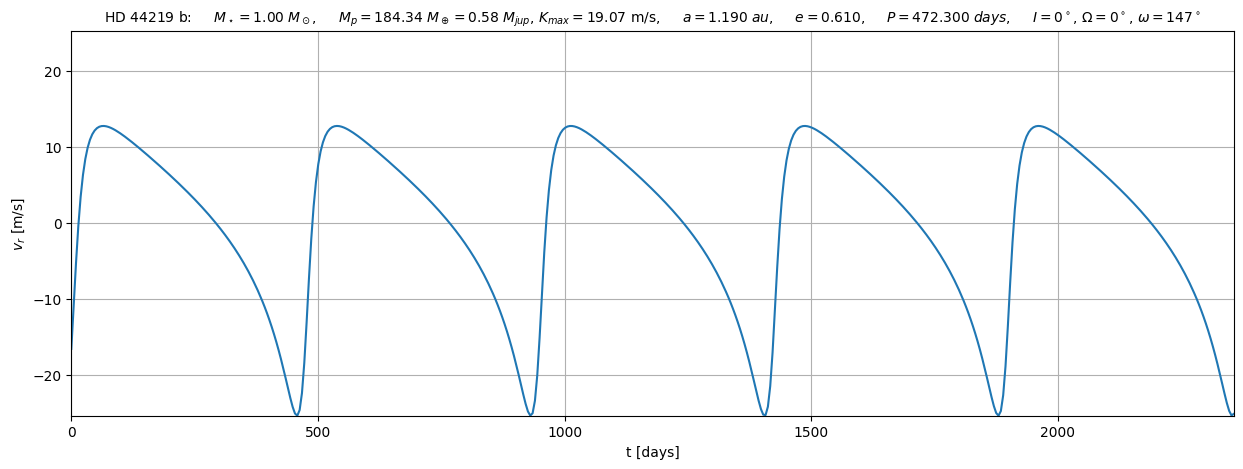 HD 44219 b: M⋆ = 1.00 M⊙, Mp = 184.34 M⊕ = 0.58 Mjup, Kmax = 19.07 m/s, a = 1.190 au, e = 0.610, P = 472.300 days, I = 0°, Ω = 0°, ω = 147°
20
10
0
−10
−20
vr [m/s]
0 500 1000 1500 2000
t [days]